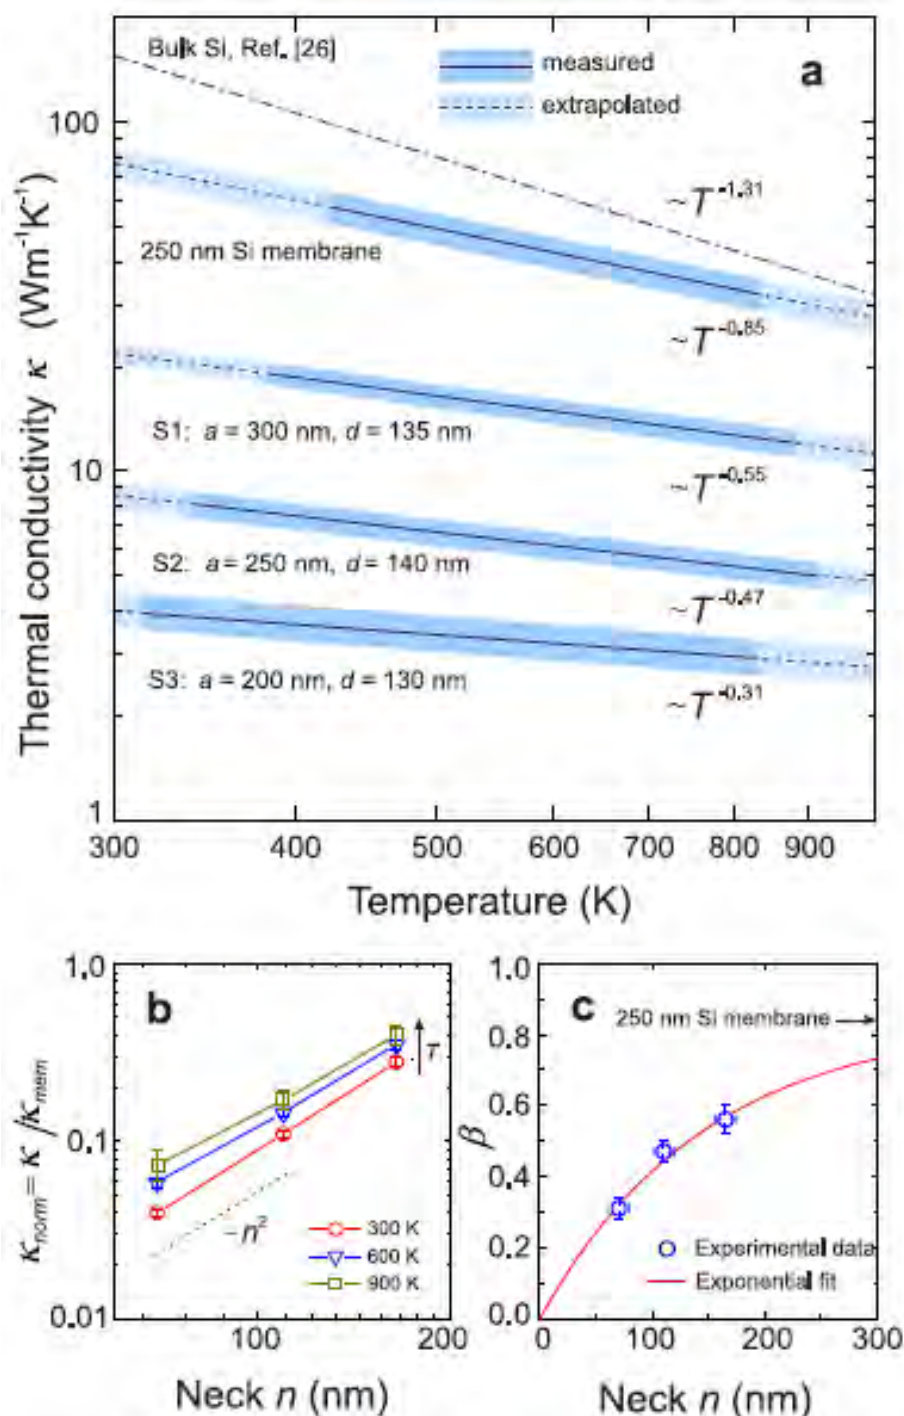 Bulk Si, Ref. [26]
measured
extrapolated
a
100
10
1
Thermal conductivity κ (Wm⁻¹K⁻¹)
~T⁻¹·³¹
250 nm Si membrane
~T⁻⁰·⁸⁵
S1: a = 300 nm, d = 135 nm
~T⁻⁰·⁵⁵
S2: a = 250 nm, d = 140 nm
~T⁻⁰·⁴⁷
S3: a = 200 nm, d = 130 nm
~T⁻⁰·³¹
300 400 500 600 700 800 900
Temperature (K)
b
1.0
0.1
0.01
κnorm = κ /κmem
T
~n²
300 K
600 K
900 K
100 200
Neck n (nm)
c
1.0
0.8
0.6
0.4
0.2
0.0
β
250 nm Si membrane
Experimental data
Exponential fit
0 100 200 300
Neck n (nm)